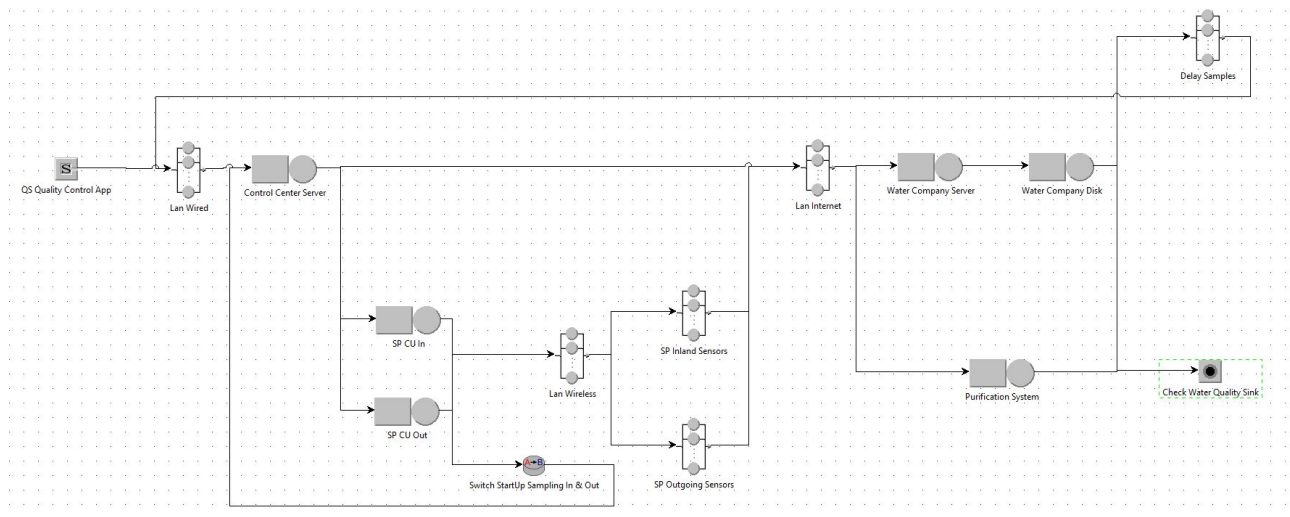 Delay Samples
S
QS Quality Control App
Lan Wired
Control Center Server
Lan Internet
Water Company Server
Water Company Disk
SP CU In
Lan Wireless
SP Inland Sensors
Purification System
Check Water Quality Sink
SP CU Out
A B
Switch StartUp Sampling In & Out
SP Outgoing Sensors